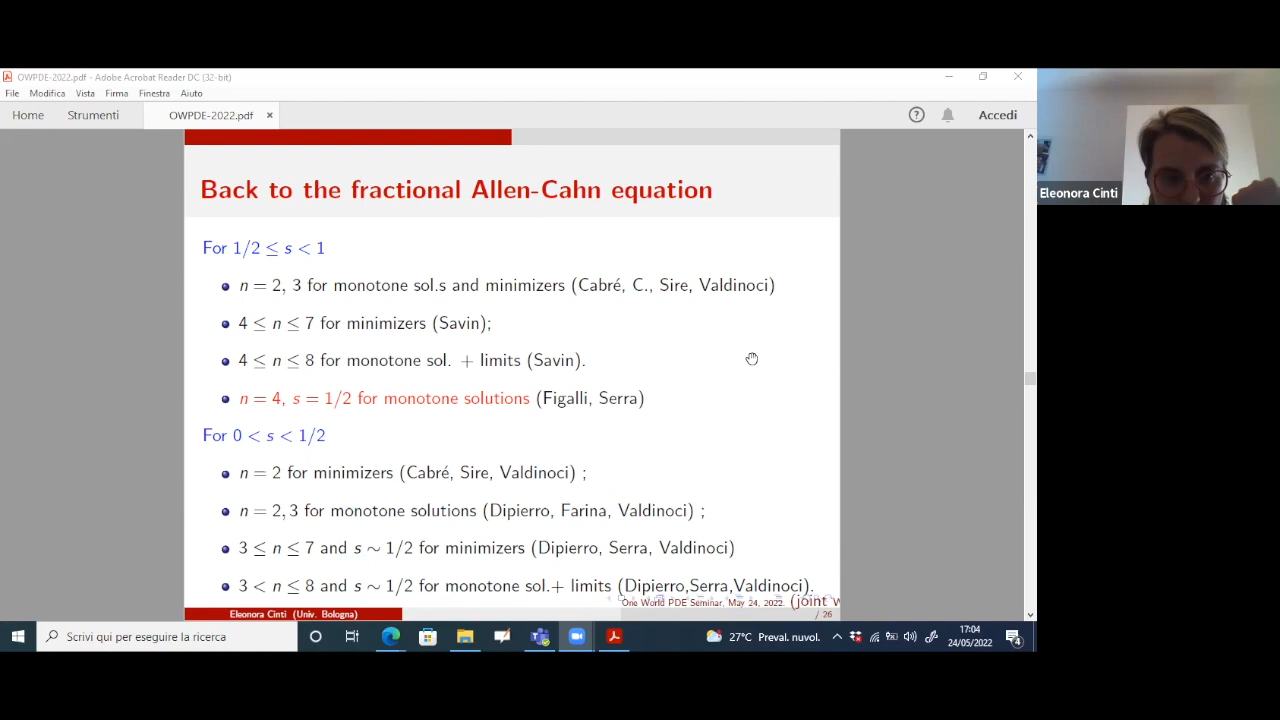 OWPDE-2022.pdf - Adobe Acrobat Reader DC (32-bit)
File Modifica Vista Firma Finestra Aiuto
Home Strumenti OWPDE-2022.pdf × Accedi
Back to the fractional Allen-Cahn equation
Eleonora Cinti
For 1/2 ≤ s < 1
n = 2, 3 for monotone sol.s and minimizers (Cabré, C., Sire, Valdinoci)
4 ≤ n ≤ 7 for minimizers (Savin);
4 ≤ n ≤ 8 for monotone sol. + limits (Savin).
n = 4, s = 1/2 for monotone solutions (Figalli, Serra)
For 0 < s < 1/2
n = 2 for minimizers (Cabré, Sire, Valdinoci) ;
n = 2, 3 for monotone solutions (Dipierro, Farina, Valdinoci) ;
3 ≤ n ≤ 7 and s ∼ 1/2 for minimizers (Dipierro, Serra, Valdinoci)
3 < n ≤ 8 and s ∼ 1/2 for monotone sol.+ limits (Dipierro,Serra,Valdinoci).
One World PDE Seminar, May 24, 2022. (joint w
Eleonora Cinti (Univ. Bologna) / 26
Scrivi qui per eseguire la ricerca
27°C Preval. nuvol.
17:04
24/05/2022
4